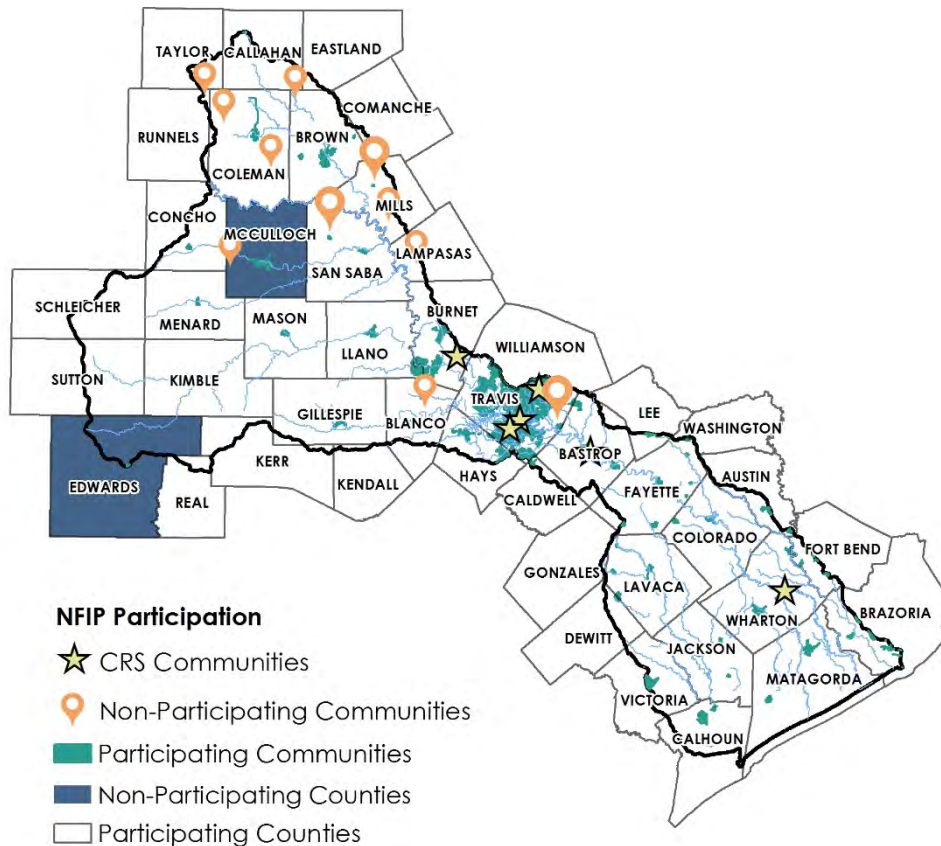 TAYLOR
CALLAHAN
EASTLAND
COMANCHE
RUNNELS
BROWN
COLEMAN
MILLS
CONCHO
MCCULLOCH
LAMPASAS
SAN SABA
SCHLEICHER
BURNET
MENARD
MASON
WILLIAMSON
LLANO
SUTTON
KIMBLE
TRAVIS
LEE
GILLESPIE
BLANCO
WASHINGTON
BASTROP
KERR
HAYS
AUSTIN
EDWARDS
KENDALL
CALDWELL
FAYETTE
REAL
COLORADO
FORT BEND
GONZALES
LAVACA
BRAZORIA
WHARTON
DEWITT
JACKSON
MATAGORDA
VICTORIA
CALHOUN
NFIP Participation
CRS Communities
Non-Participating Communities
Participating Communities
Non-Participating Counties
Participating Counties